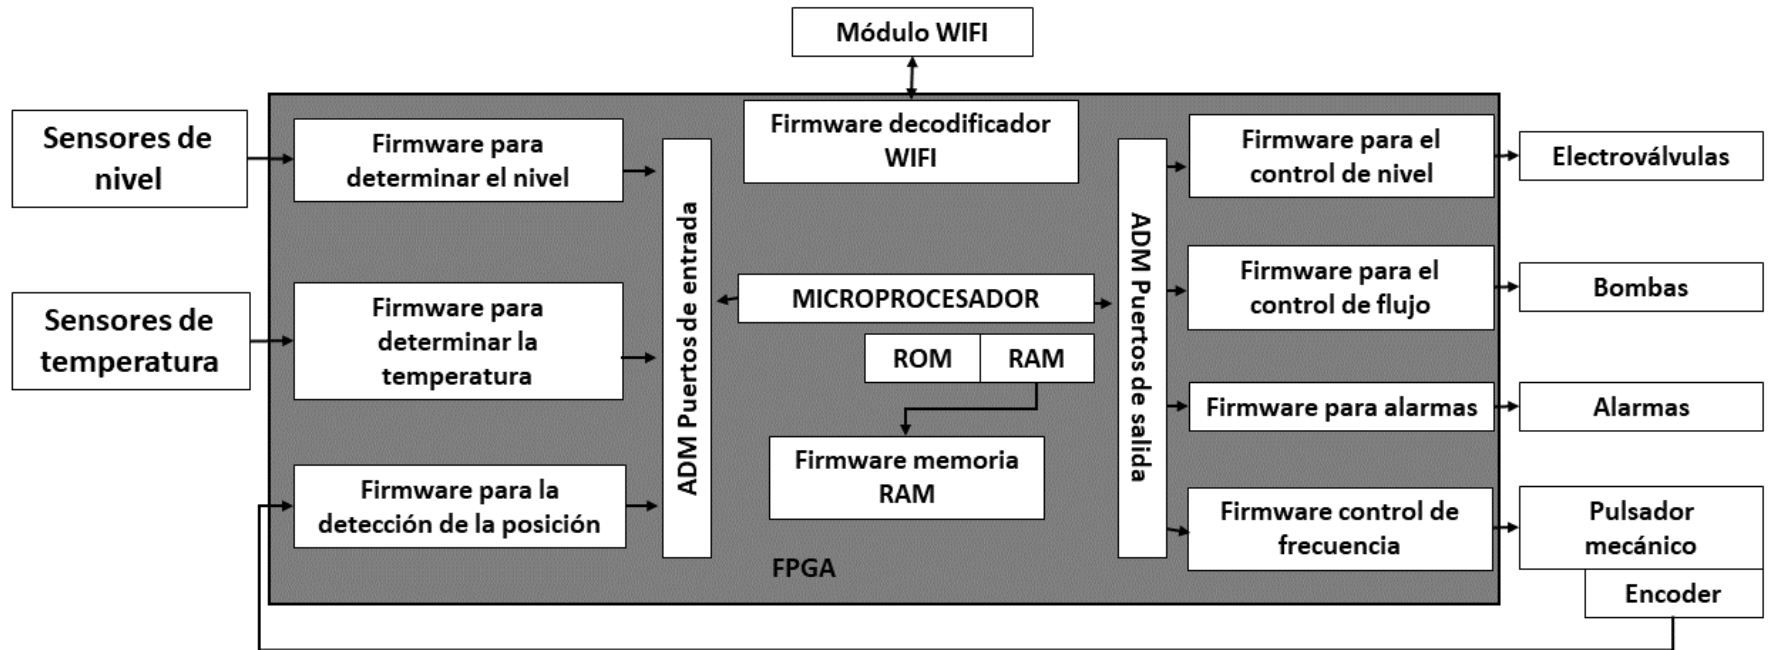 Módulo WIFI
Sensores de
nivel
Firmware para
determinar el nivel
Firmware decodificador
WIFI
Firmware para el
control de nivel
Electroválvulas
Sensores de
temperatura
Firmware para
determinar la
temperatura
ADM Puertos de entrada
MICROPROCESADOR
ROM
RAM
ADM Puertos de salida
Firmware para el
control de flujo
Bombas
Firmware para alarmas
Alarmas
Firmware para la
detección de la posición
Firmware memoria
RAM
Firmware control de
frecuencia
Pulsador
mecánico
Encoder
FPGA